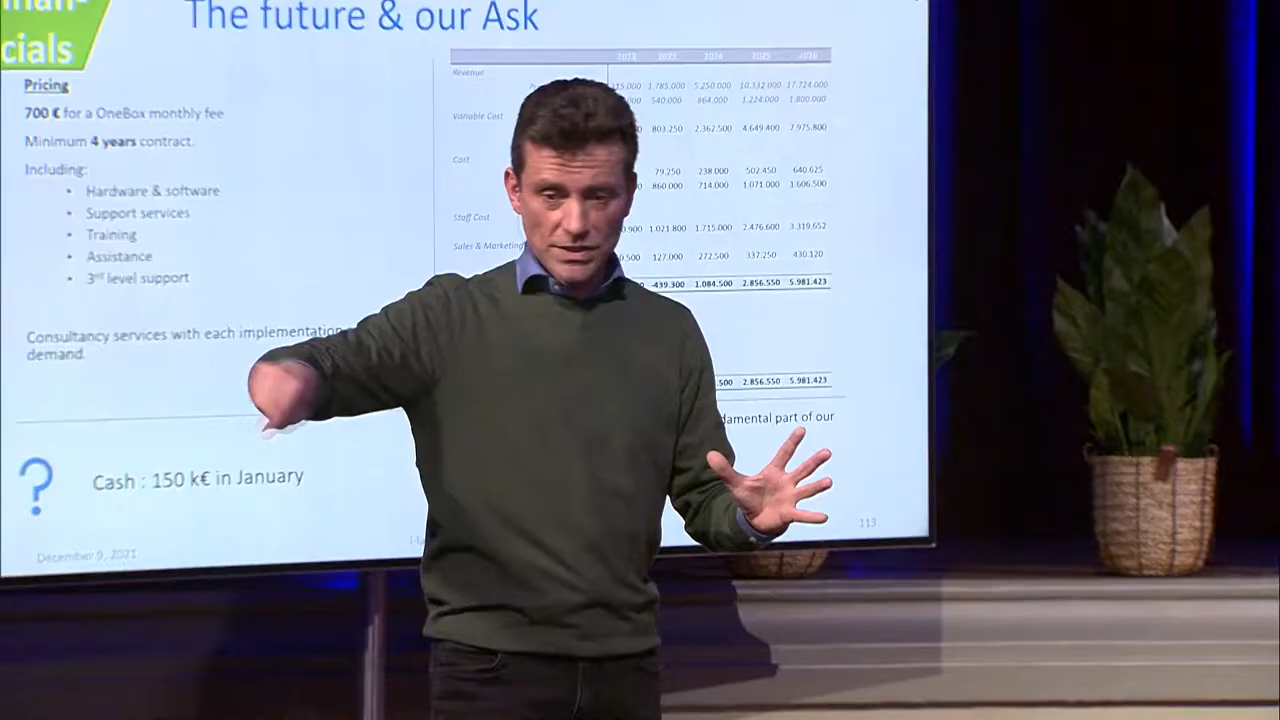 cials
The future & our Ask
Pricing
700 € for a OneBox monthly fee
Minimum 4 years contract.
Including:
• Hardware & software
• Support services
• Training
• Assistance
• 3rd level support
Consultancy services with each implementation
demand.
2023 2024 2025 2026
Revenue
1.785.000 5.250.000 10.332.000 17.724.000
540.000 864.000 1.224.000 1.800.000
Variable Cost
803.250 2.362.500 4.649.400 7.975.800
Cost
79.250 238.000 502.450 640.625
860.000 714.000 1.071.000 1.606.500
Staff Cost
1.021.800 1.715.000 2.476.600 3.319.652
Sales & Marketing
127.000 272.500 337.250 430.120
-439.300 1.084.500 2.856.550 5.981.423
.500 2.856.550 5.981.423
part of our
?
Cash : 150 k€ in January
December 9, 2021
113